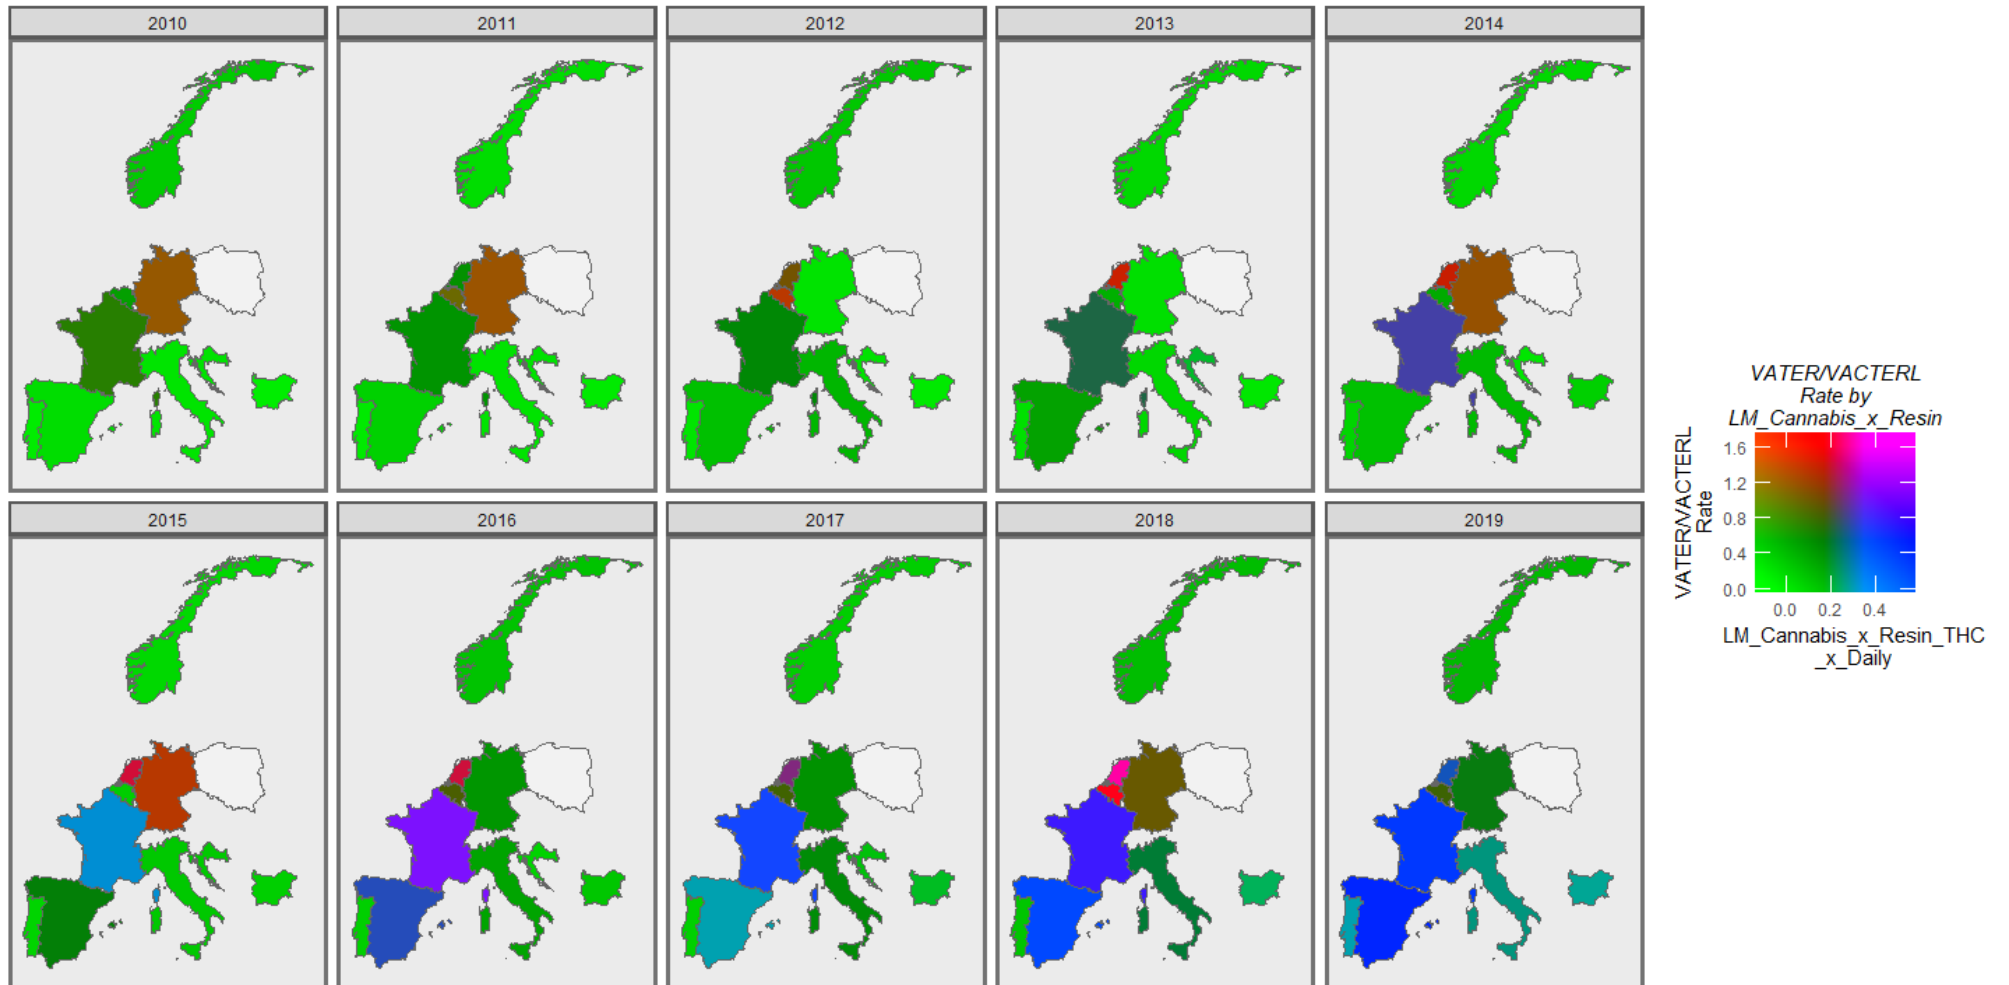 2010
2011
2012
2013
2014
2015
2016
2017
2018
2019
VATER/VACTERL
Rate by
LM_Cannabis_x_Resin
VATER/VACTERL
Rate
1.6
1.2
0.8
0.4
0.0
0.0 0.2 0.4
LM_Cannabis_x_Resin_THC
_x_Daily